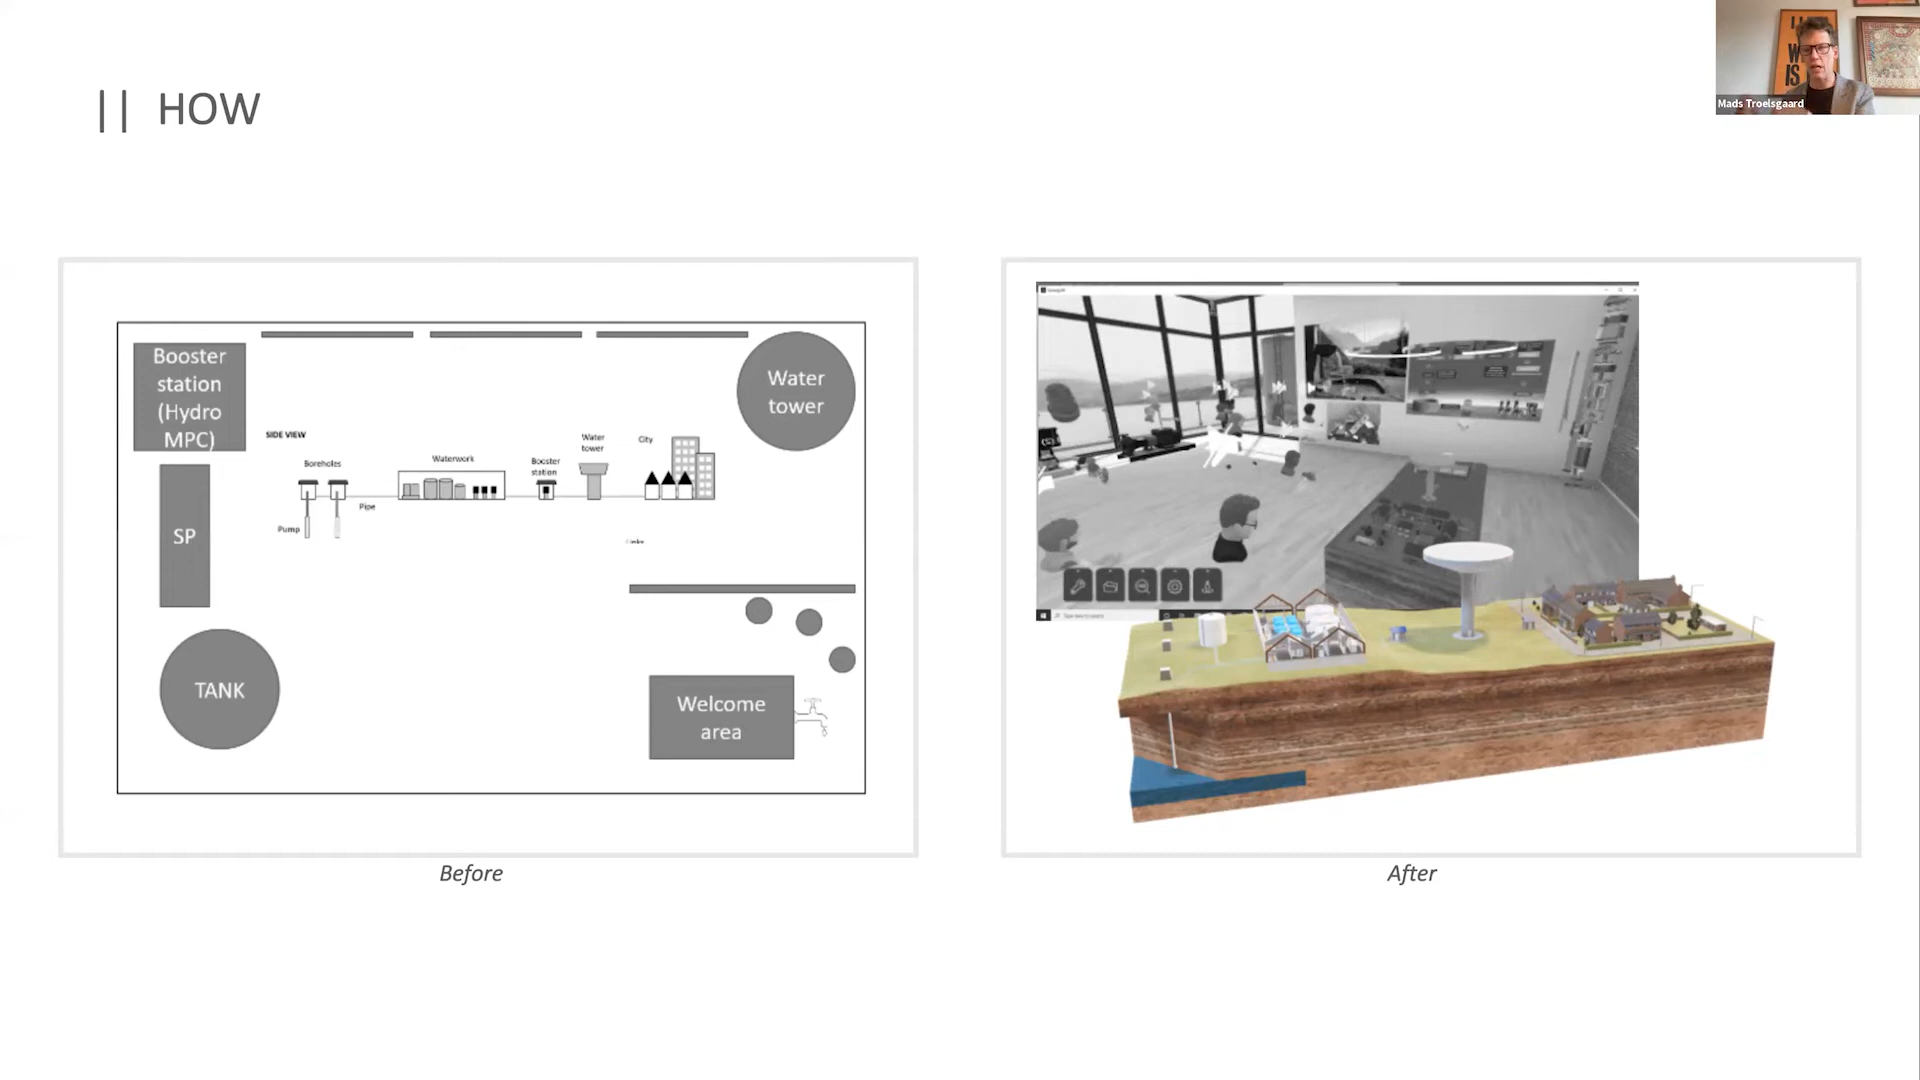 || HOW
Mads Troelsgaard
Booster
station
(Hydro
MPC)
Water
tower
SIDE VIEW
Boreholes
Waterwork
Booster
station
Water
tower
City
Pipe
Pump
SP
TANK
Welcome
area
Before
After